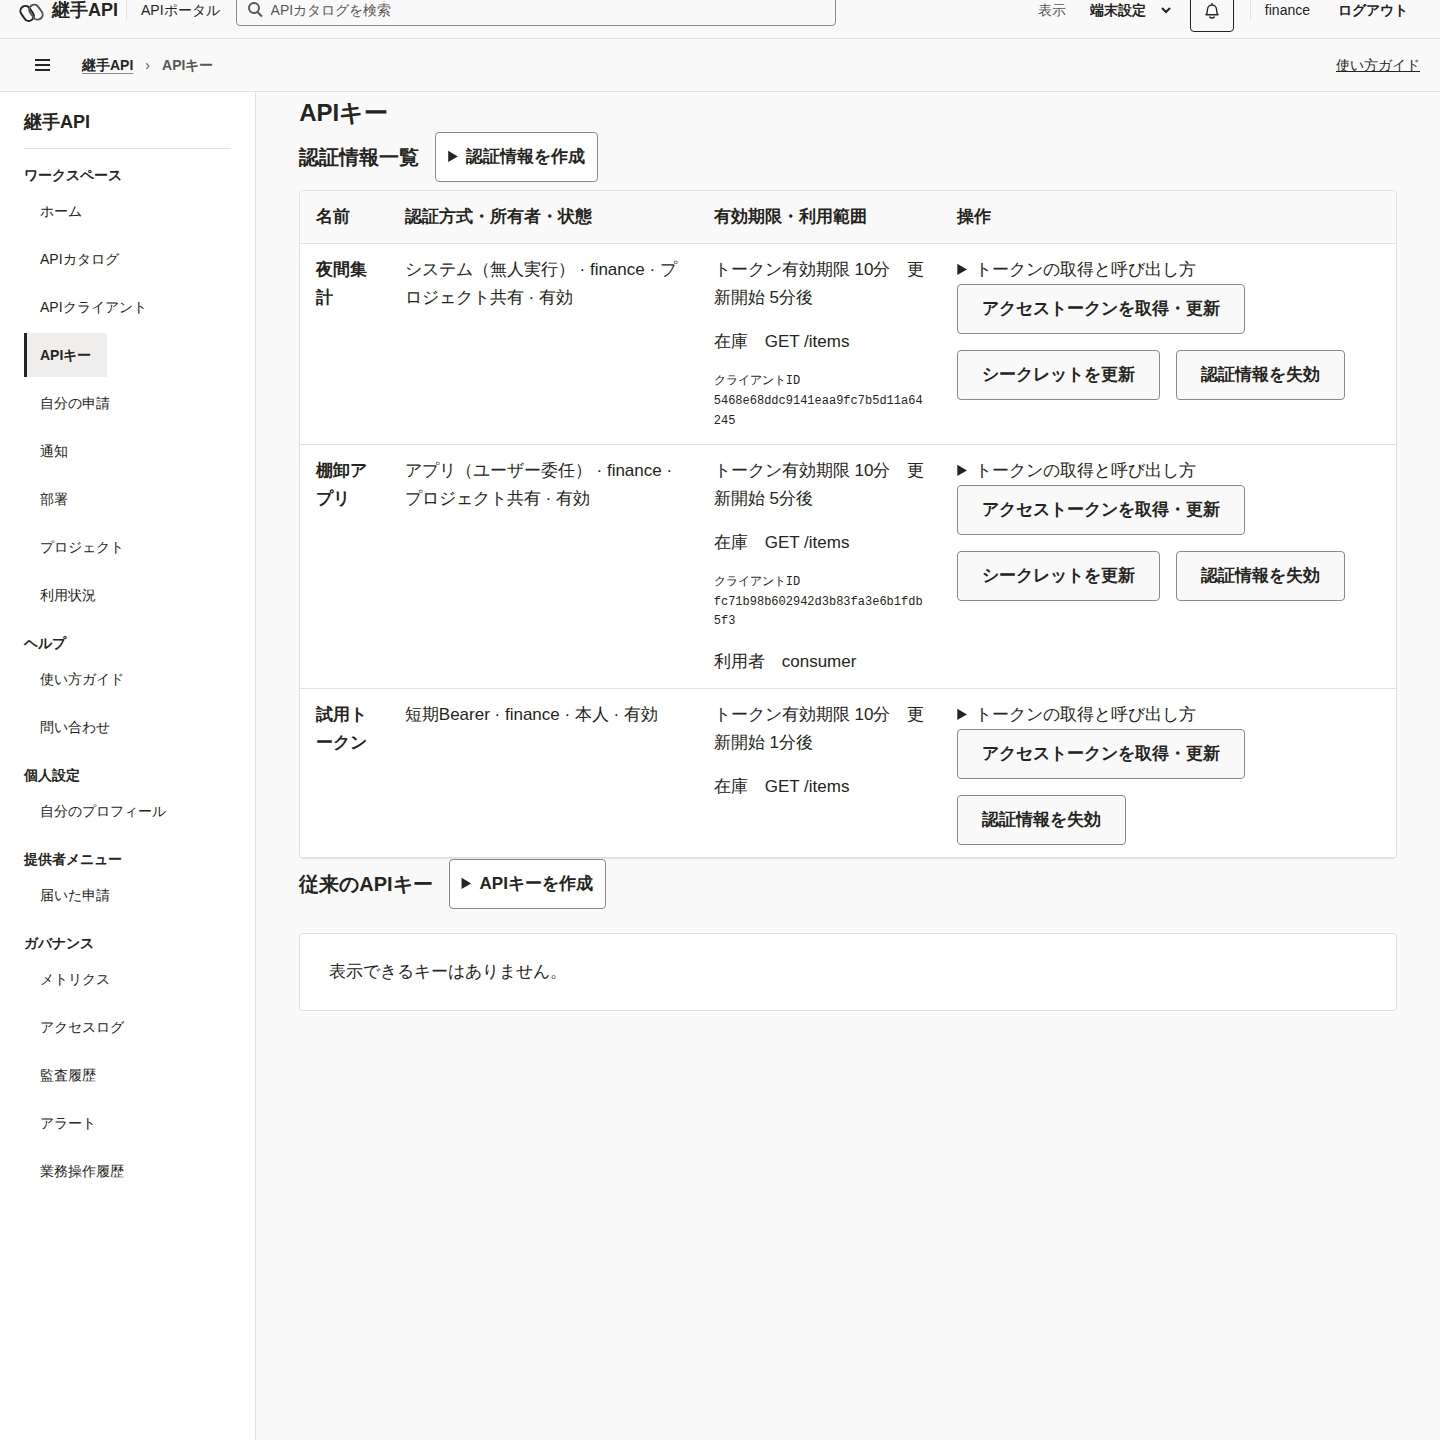 継手API
APIポータル
APIカタログを検索
表示
端末設定
finance
ログアウト
継手API › APIキー
使い方ガイド
継手API
ワークスペース
ホーム
APIカタログ
APIクライアント
APIキー
自分の申請
通知
部署
プロジェクト
利用状況
ヘルプ
使い方ガイド
問い合わせ
個人設定
自分のプロフィール
提供者メニュー
届いた申請
ガバナンス
メトリクス
アクセスログ
監査履歴
アラート
業務操作履歴
APIキー
認証情報一覧
▶ 認証情報を作成
名前
認証方式・所有者・状態
有効期限・利用範囲
操作
夜間集
計
システム（無人実行） · finance · プ
ロジェクト共有 · 有効
トークン有効期限 10分　更
新開始 5分後
在庫　GET /items
クライアントID
5468e68ddc9141eaa9fc7b5d11a64
245
▶ トークンの取得と呼び出し方
アクセストークンを取得・更新
シークレットを更新
認証情報を失効
棚卸ア
プリ
アプリ（ユーザー委任） · finance ·
プロジェクト共有 · 有効
トークン有効期限 10分　更
新開始 5分後
在庫　GET /items
クライアントID
fc71b98b602942d3b83fa3e6b1fdb
5f3
利用者　consumer
▶ トークンの取得と呼び出し方
アクセストークンを取得・更新
シークレットを更新
認証情報を失効
試用ト
ークン
短期Bearer · finance · 本人 · 有効
トークン有効期限 10分　更
新開始 1分後
在庫　GET /items
▶ トークンの取得と呼び出し方
アクセストークンを取得・更新
認証情報を失効
従来のAPIキー
▶ APIキーを作成
表示できるキーはありません。